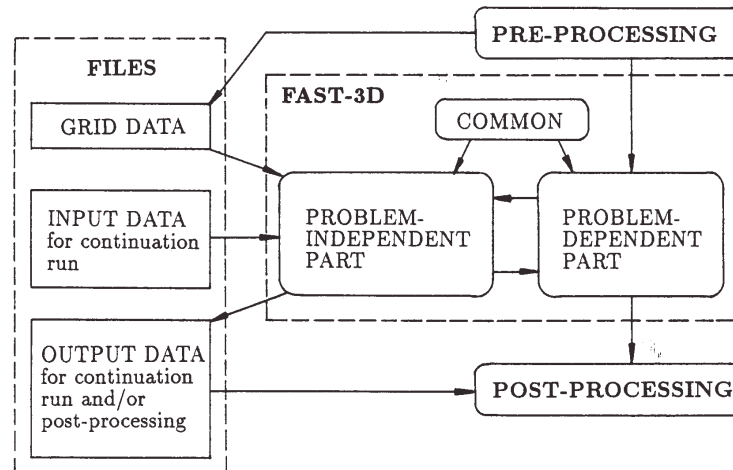 PRE-PROCESSING
FILES
FAST-3D
GRID DATA
COMMON
INPUT DATA
for continuation
run
PROBLEM-
INDEPENDENT
PART
PROBLEM-
DEPENDENT
PART
OUTPUT DATA
for continuation
run and/or
post-processing
POST-PROCESSING